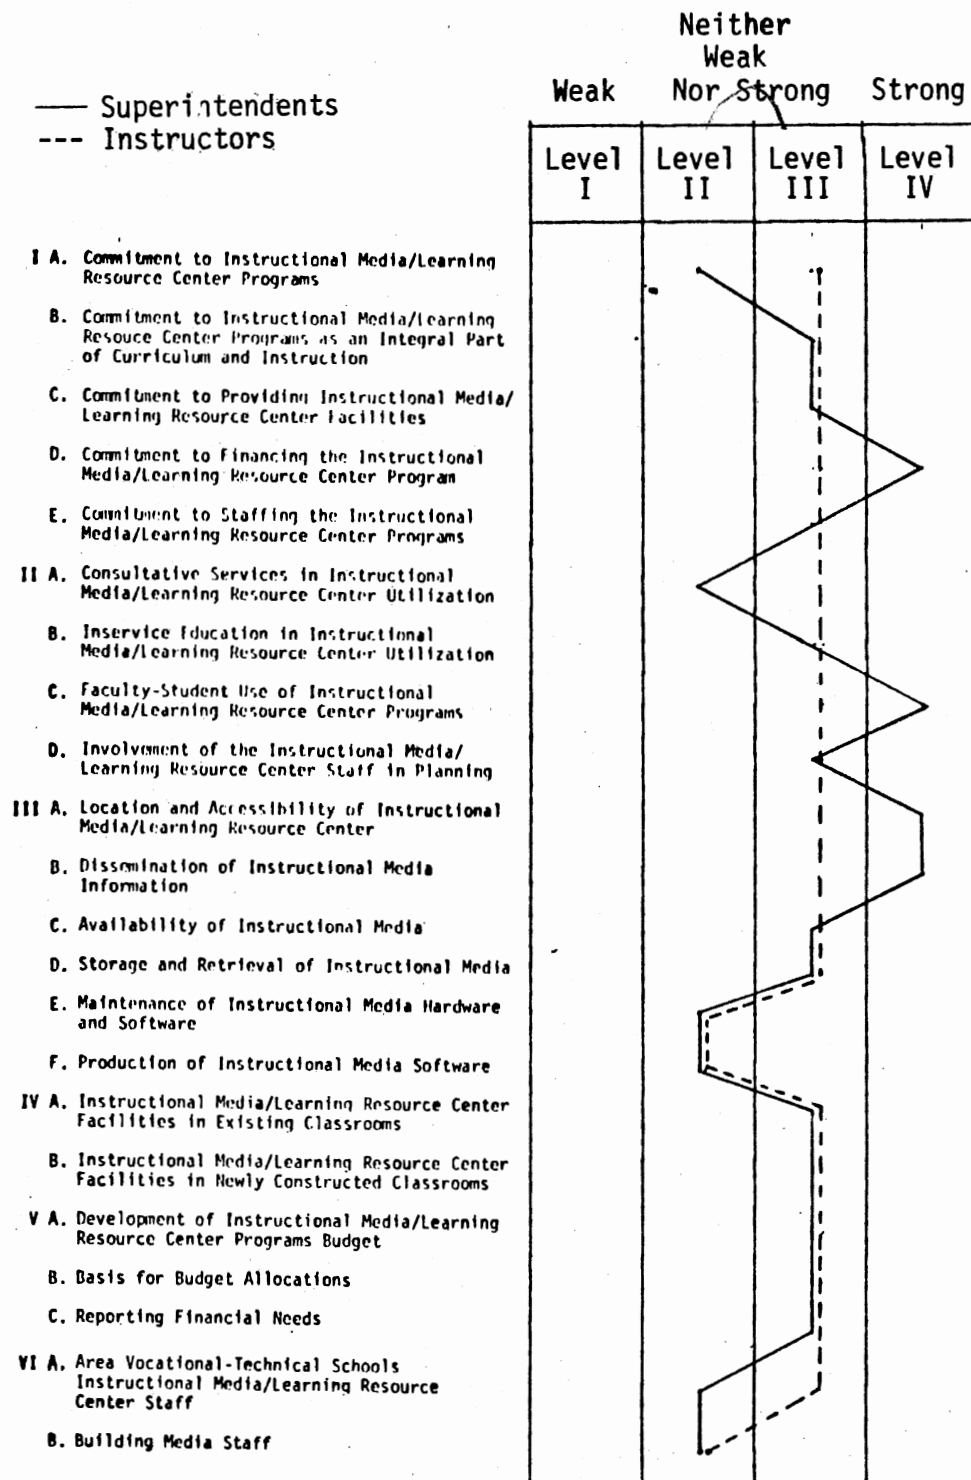 Neither
Weak
Weak Nor Strong Strong
—— Superintendents
--- Instructors
Level Level Level Level
I II III IV
I A. Commitment to Instructional Media/Learning
Resource Center Programs
B. Commitment to Instructional Media/Learning
Resouce Center Programs as an Integral Part
of Curriculum and Instruction
C. Commitment to Providing Instructional Media/
Learning Resource Center Facilities
D. Commitment to Financing the Instructional
Media/Learning Resource Center Program
E. Commitment to Staffing the Instructional
Media/Learning Resource Center Programs
II A. Consultative Services in Instructional
Media/Learning Resource Center Utilization
B. Inservice Education in Instructional
Media/Learning Resource Center Utilization
C. Faculty-Student Use of Instructional
Media/Learning Resource Center Programs
D. Involvement of the Instructional Media/
Learning Resource Center Staff in Planning
III A. Location and Accessibility of Instructional
Media/Learning Resource Center
B. Dissemination of Instructional Media
Information
C. Availability of Instructional Media
D. Storage and Retrieval of Instructional Media
E. Maintenance of Instructional Media Hardware
and Software
F. Production of Instructional Media Software
IV A. Instructional Media/Learning Resource Center
Facilities in Existing Classrooms
B. Instructional Media/Learning Resource Center
Facilities in Newly Constructed Classrooms
V A. Development of Instructional Media/Learning
Resource Center Programs Budget
B. Basis for Budget Allocations
C. Reporting Financial Needs
VI A. Area Vocational-Technical Schools
Instructional Media/Learning Resource
Center Staff
B. Building Media Staff